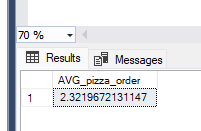 70 %
Results Messages
AVG_pizza_order
1 2.3219672131147